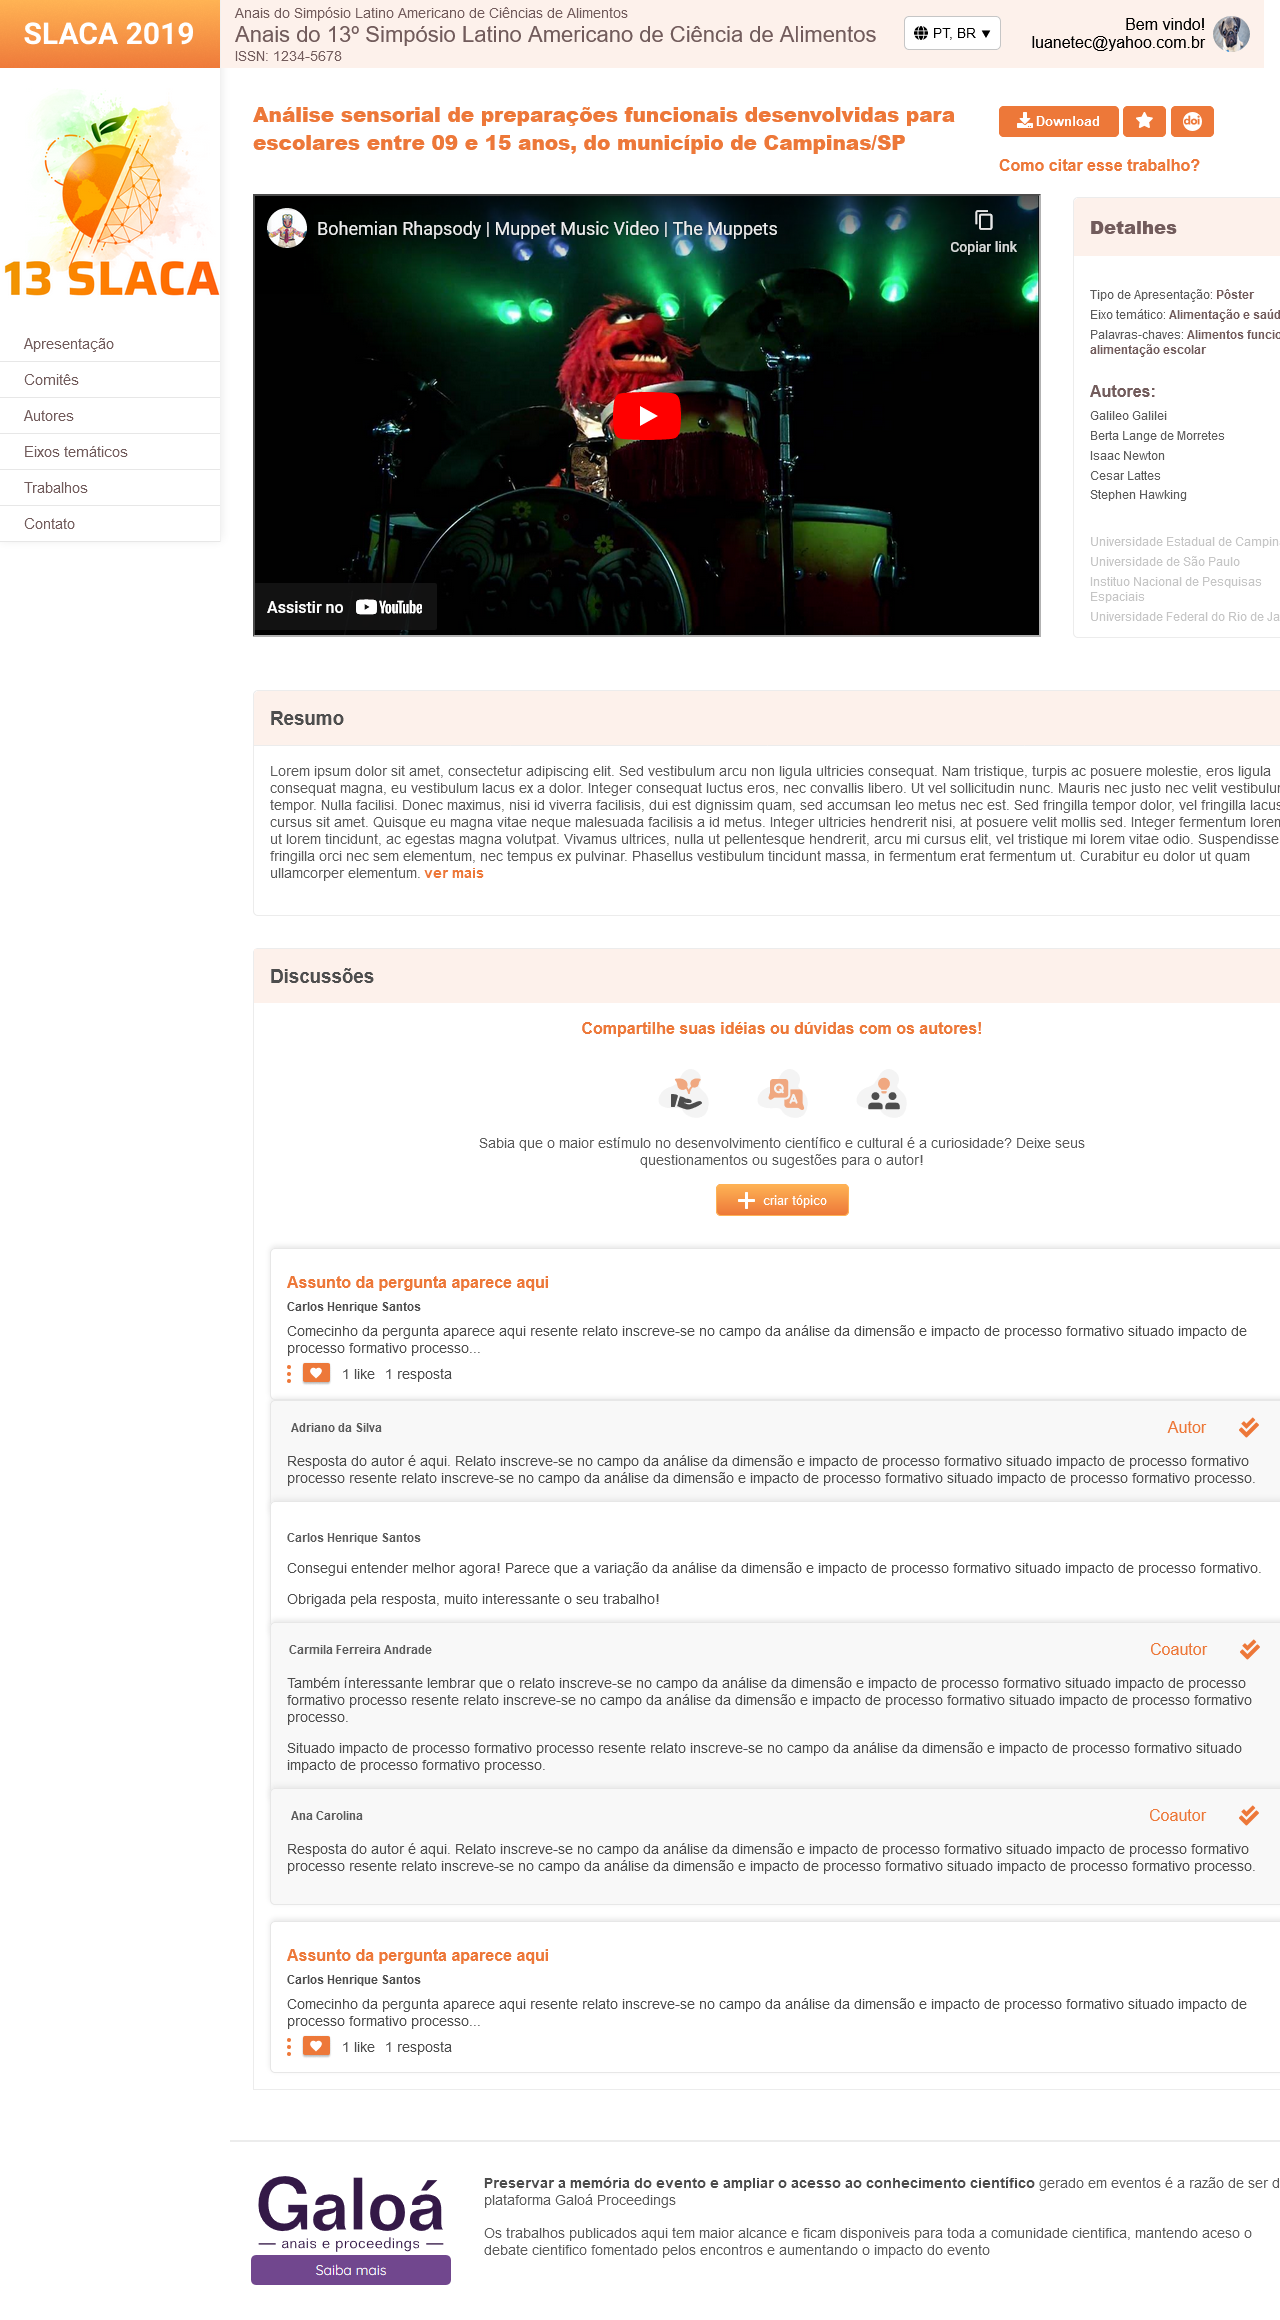 SLACA 2019
Anais do Simpósio Latino Americano de Ciências de Alimentos
Anais do 13º Simpósio Latino Americano de Ciência de Alimentos
ISSN: 1234-5678
PT, BR ▼
Bem vindo!
luanetec@yahoo.com.br
13 SLACA
Apresentação
Comitês
Autores
Eixos temáticos
Trabalhos
Contato
Análise sensorial de preparações funcionais desenvolvidas para
escolares entre 09 e 15 anos, do município de Campinas/SP
Download
doi
Como citar esse trabalho?
Bohemian Rhapsody | Muppet Music Video | The Muppets
Copiar link
Assistir no YouTube
Detalhes
Tipo de Apresentação: Pôster
Eixo temático: Alimentação e saúd
Palavras-chaves: Alimentos funcio
alimentação escolar
Autores:
Galileo Galilei
Berta Lange de Morretes
Isaac Newton
Cesar Lattes
Stephen Hawking
Universidade Estadual de Campin
Universidade de São Paulo
Instituo Nacional de Pesquisas
Espaciais
Universidade Federal do Rio de Ja
Resumo
Lorem ipsum dolor sit amet, consectetur adipiscing elit. Sed vestibulum arcu non ligula ultricies consequat. Nam tristique, turpis ac posuere molestie, eros ligula
consequat magna, eu vestibulum lacus ex a dolor. Integer consequat luctus eros, nec convallis libero. Ut vel sollicitudin nunc. Mauris nec justo nec velit vestibulum
tempor. Nulla facilisi. Donec maximus, nisi id viverra facilisis, dui est dignissim quam, sed accumsan leo metus nec est. Sed fringilla tempor dolor, vel fringilla lacus
cursus sit amet. Quisque eu magna vitae neque malesuada facilisis a id metus. Integer ultricies hendrerit nisi, at posuere velit mollis sed. Integer fermentum lorem
ut lorem tincidunt, ac egestas magna volutpat. Vivamus ultrices, nulla ut pellentesque hendrerit, arcu mi cursus elit, vel tristique mi lorem vitae odio. Suspendisse
fringilla orci nec sem elementum, nec tempus ex pulvinar. Phasellus vestibulum tincidunt massa, in fermentum erat fermentum ut. Curabitur eu dolor ut quam
ullamcorper elementum. ver mais
Discussões
Compartilhe suas idéias ou dúvidas com os autores!
Q A
Sabia que o maior estímulo no desenvolvimento científico e cultural é a curiosidade? Deixe seus
questionamentos ou sugestões para o autor!
criar tópico
Assunto da pergunta aparece aqui
Carlos Henrique Santos
Comecinho da pergunta aparece aqui resente relato inscreve-se no campo da análise da dimensão e impacto de processo formativo situado impacto de
processo formativo processo...
1 like 1 resposta
Adriano da Silva
Autor
Resposta do autor é aqui. Relato inscreve-se no campo da análise da dimensão e impacto de processo formativo situado impacto de processo formativo
processo resente relato inscreve-se no campo da análise da dimensão e impacto de processo formativo situado impacto de processo formativo processo.
Carlos Henrique Santos
Consegui entender melhor agora! Parece que a variação da análise da dimensão e impacto de processo formativo situado impacto de processo formativo.
Obrigada pela resposta, muito interessante o seu trabalho!
Carmila Ferreira Andrade
Coautor
Também ínteressante lembrar que o relato inscreve-se no campo da análise da dimensão e impacto de processo formativo situado impacto de processo
formativo processo resente relato inscreve-se no campo da análise da dimensão e impacto de processo formativo situado impacto de processo formativo
processo.
Situado impacto de processo formativo processo resente relato inscreve-se no campo da análise da dimensão e impacto de processo formativo situado
impacto de processo formativo processo.
Ana Carolina
Coautor
Resposta do autor é aqui. Relato inscreve-se no campo da análise da dimensão e impacto de processo formativo situado impacto de processo formativo
processo resente relato inscreve-se no campo da análise da dimensão e impacto de processo formativo situado impacto de processo formativo processo.
Assunto da pergunta aparece aqui
Carlos Henrique Santos
Comecinho da pergunta aparece aqui resente relato inscreve-se no campo da análise da dimensão e impacto de processo formativo situado impacto de
processo formativo processo...
1 like 1 resposta
Galoá
anais e proceedings
Saiba mais
Preservar a memória do evento e ampliar o acesso ao conhecimento científico gerado em eventos é a razão de ser d
plataforma Galoá Proceedings
Os trabalhos publicados aqui tem maior alcance e ficam disponiveis para toda a comunidade cientifica, mantendo aceso o
debate cientifico fomentado pelos encontros e aumentando o impacto do evento